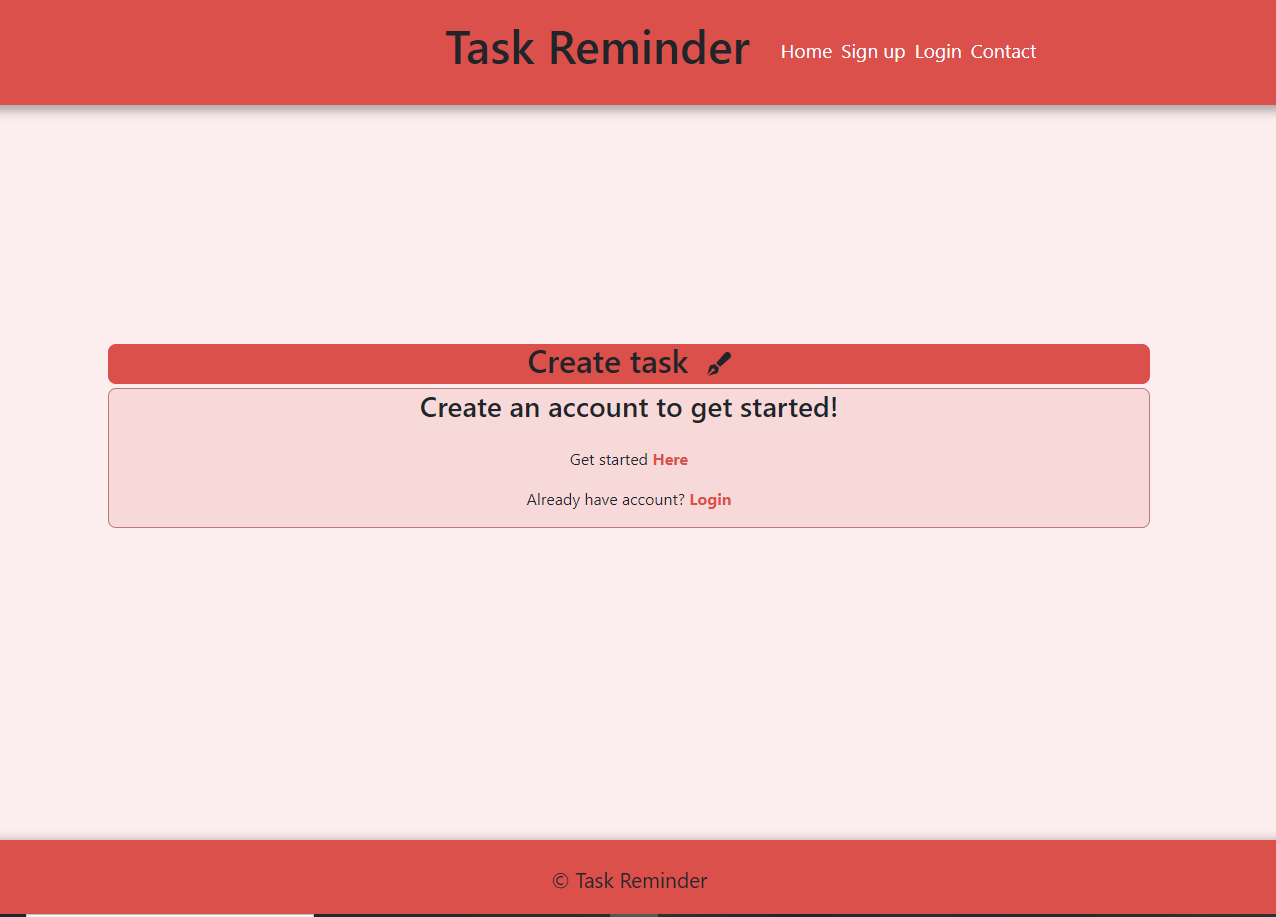 Task Reminder
Home Sign up Login Contact
Create task
Create an account to get started!
Get started Here
Already have account? Login
© Task Reminder